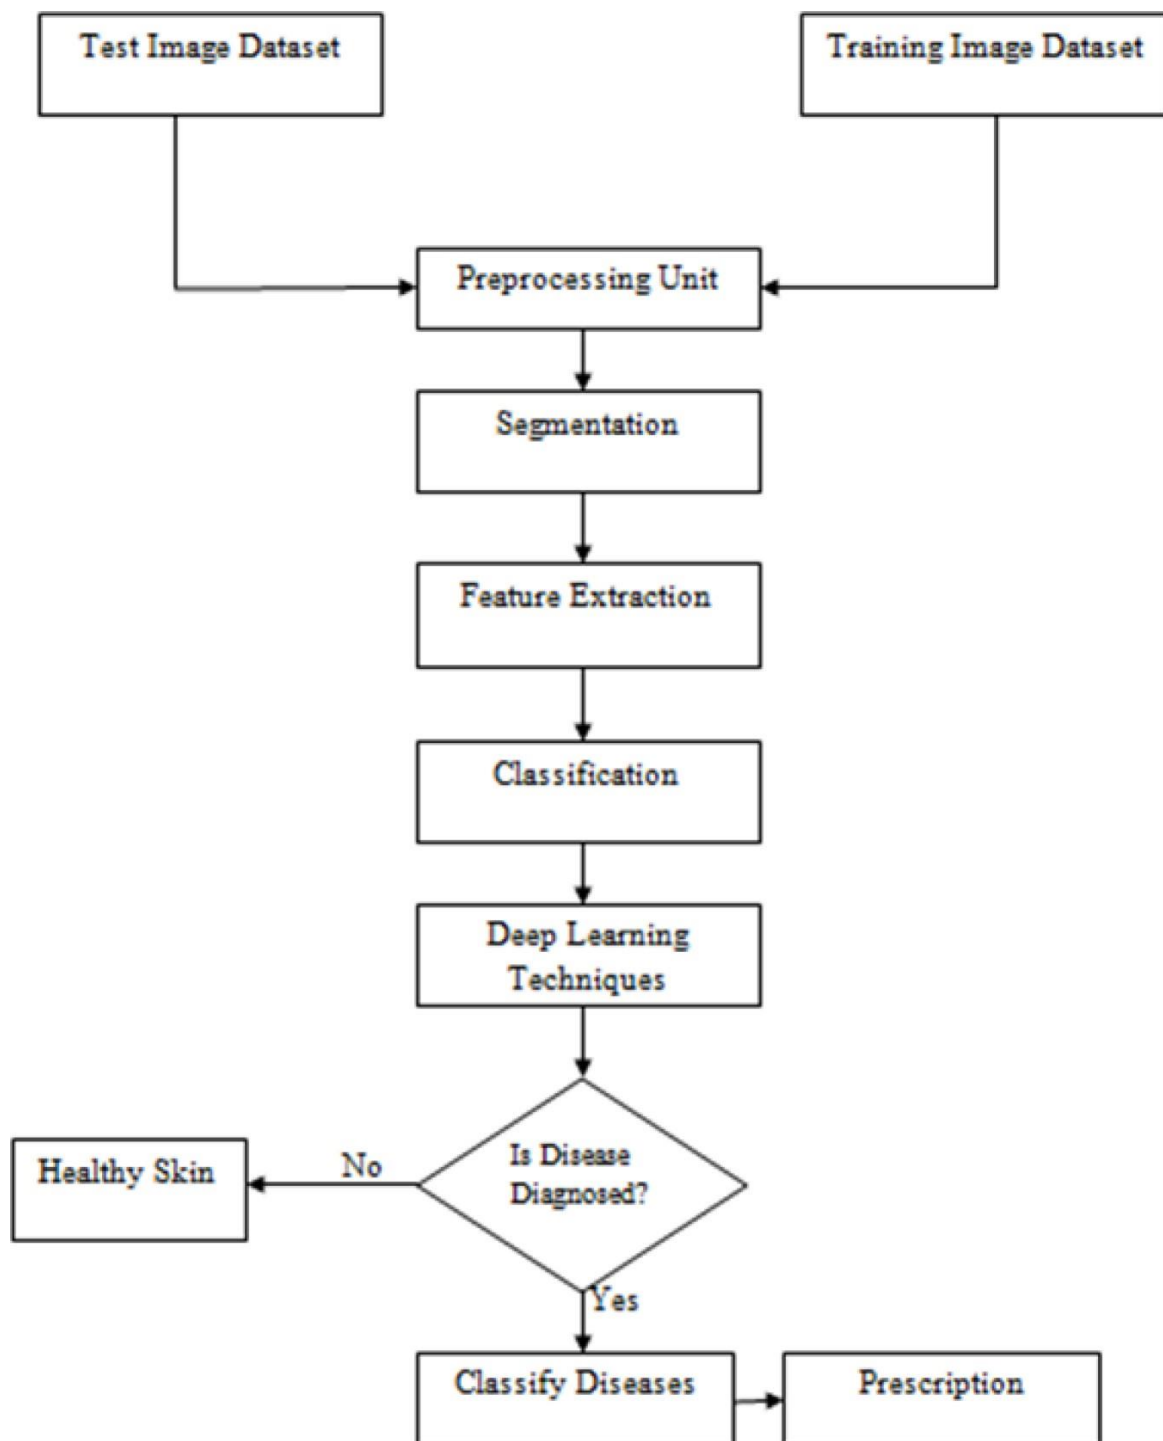 Test Image Dataset
Training Image Dataset
Preprocessing Unit
Segmentation
Feature Extraction
Classification
Deep Learning
Techniques
Is Disease
Diagnosed?
No
Healthy Skin
Yes
Classify Diseases
Prescription